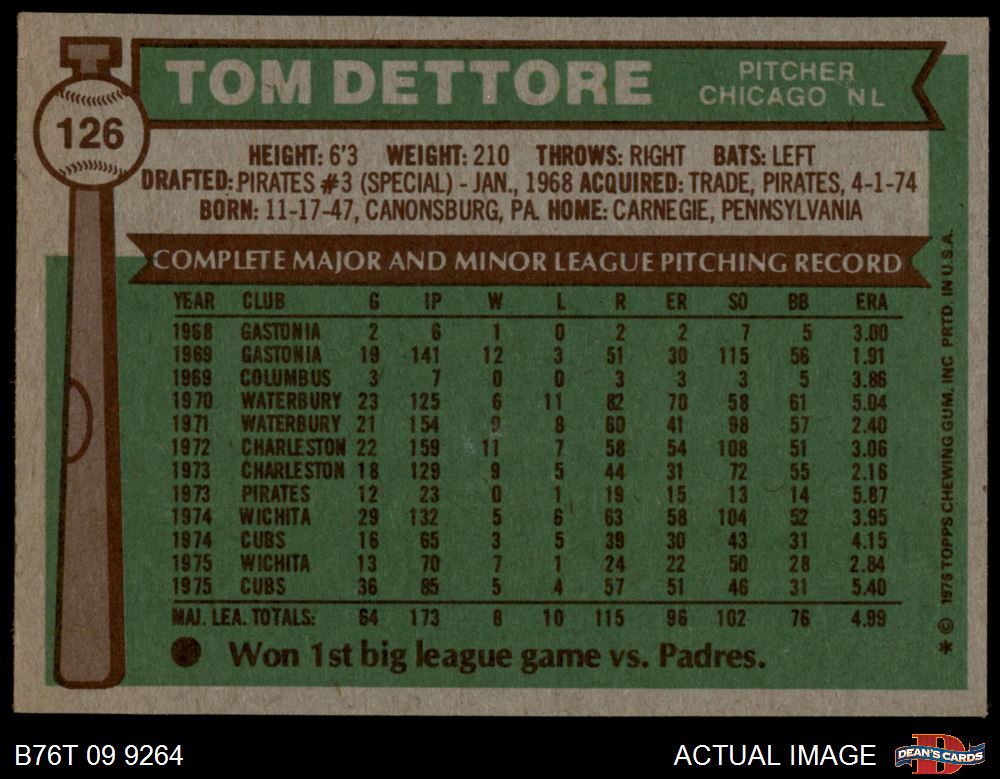 126
TOM DETTORE
PITCHER
CHICAGO NL
HEIGHT: 6'3 WEIGHT: 210 THROWS: RIGHT BATS: LEFT
DRAFTED: PIRATES #3 (SPECIAL) - JAN., 1968 ACQUIRED: TRADE, PIRATES, 4-1-74
BORN: 11-17-47, CANONSBURG, PA. HOME: CARNEGIE, PENNSYLVANIA
COMPLETE MAJOR AND MINOR LEAGUE PITCHING RECORD
YEAR CLUB G IP W L R ER SO BB ERA
1968 GASTONIA 2 6 1 0 2 2 7 5 3.00
1969 GASTONIA 19 141 12 3 51 30 115 56 1.91
1969 COLUMBUS 3 7 0 0 3 3 3 5 3.86
1970 WATERBURY 23 125 6 11 82 70 58 61 5.04
1971 WATERBURY 21 154 9 8 60 41 98 57 2.40
1972 CHARLESTON 22 159 11 7 58 54 108 51 3.06
1973 CHARLESTON 18 129 9 5 44 31 72 55 2.16
1973 PIRATES 12 23 0 1 19 15 13 14 5.87
1974 WICHITA 29 132 5 6 63 58 104 52 3.95
1974 CUBS 16 65 3 5 39 30 43 31 4.15
1975 WICHITA 13 70 7 1 24 22 50 28 2.84
1975 CUBS 36 85 5 4 57 51 46 31 5.40
MAJ. LEA. TOTALS: 64 173 8 10 115 96 102 76 4.99
Won 1st big league game vs. Padres.
* © 1976 TOPPS CHEWING GUM, INC PRTD. IN U.S.A.
B76T 09 9264
ACTUAL IMAGE
DEAN'S CARDS